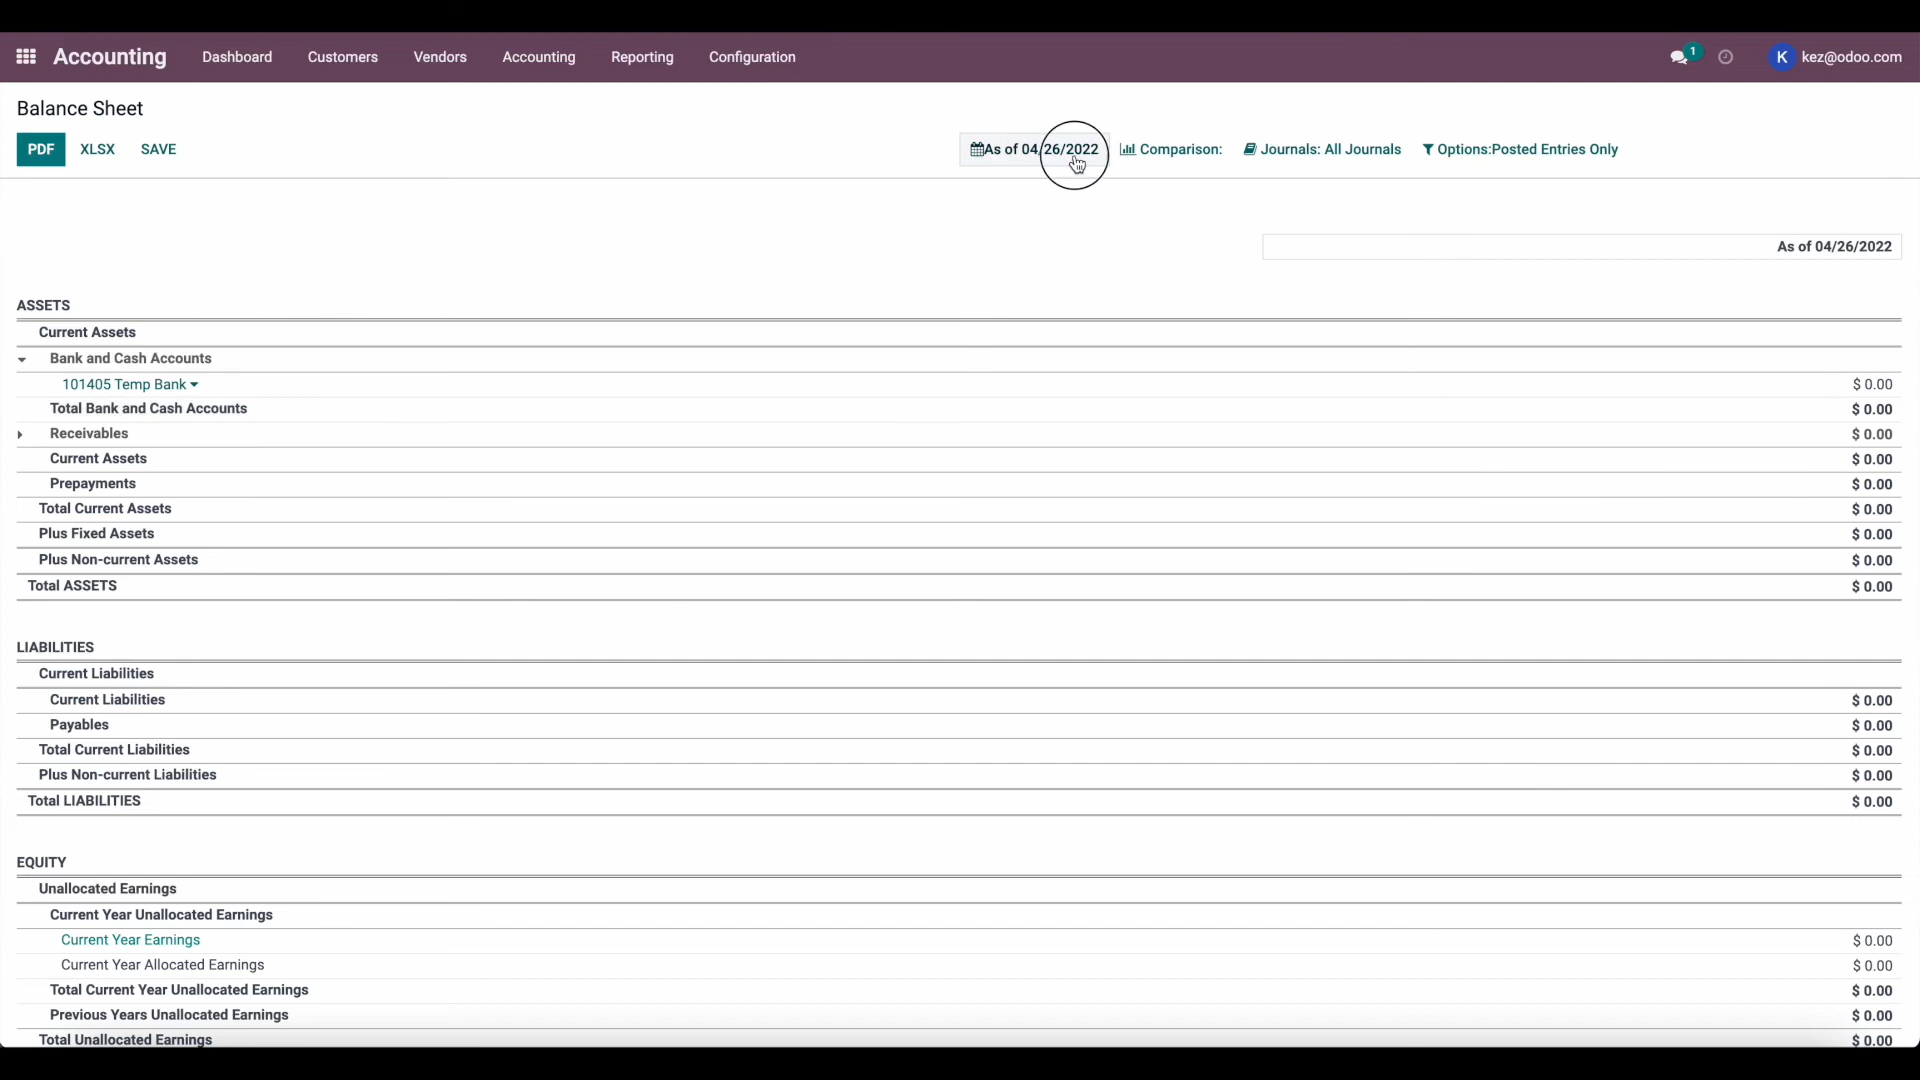 Accounting Dashboard Customers Vendors Accounting Reporting Configuration 1 K kez@odoo.com
Balance Sheet
PDF XLSX SAVE As of 04/26/2022 Comparison: Journals: All Journals Options:Posted Entries Only
As of 04/26/2022
ASSETS
Current Assets
Bank and Cash Accounts
101405 Temp Bank $ 0.00
Total Bank and Cash Accounts $ 0.00
Receivables $ 0.00
Current Assets $ 0.00
Prepayments $ 0.00
Total Current Assets $ 0.00
Plus Fixed Assets $ 0.00
Plus Non-current Assets $ 0.00
Total ASSETS $ 0.00
LIABILITIES
Current Liabilities
Current Liabilities $ 0.00
Payables $ 0.00
Total Current Liabilities $ 0.00
Plus Non-current Liabilities $ 0.00
Total LIABILITIES $ 0.00
EQUITY
Unallocated Earnings
Current Year Unallocated Earnings
Current Year Earnings $ 0.00
Current Year Allocated Earnings $ 0.00
Total Current Year Unallocated Earnings $ 0.00
Previous Years Unallocated Earnings $ 0.00
Total Unallocated Earnings $ 0.00